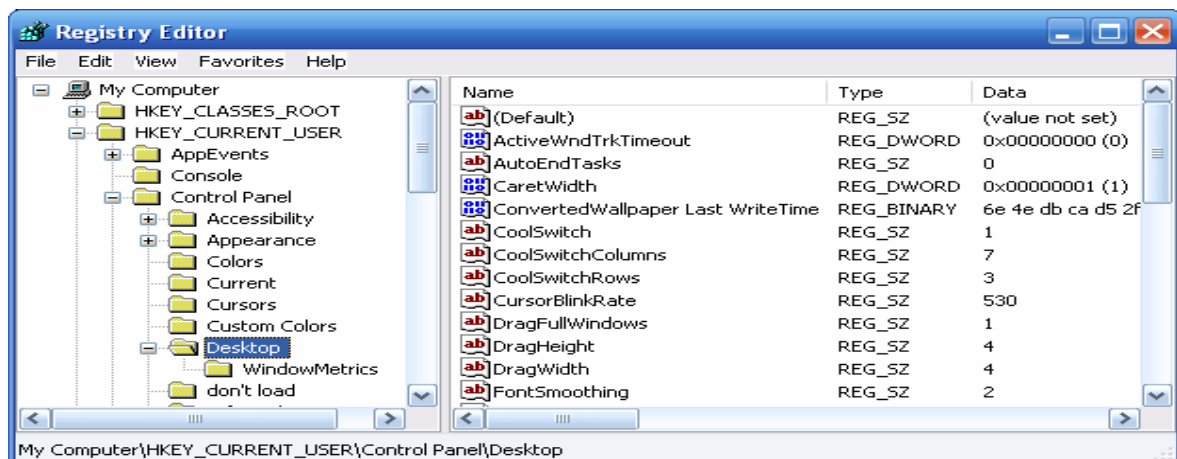 Registry Editor
File Edit View Favorites Help
My Computer
HKEY_CLASSES_ROOT
HKEY_CURRENT_USER
AppEvents
Console
Control Panel
Accessibility
Appearance
Colors
Current
Cursors
Custom Colors
Desktop
WindowMetrics
don't load
Name Type Data
(Default) REG_SZ (value not set)
ActiveWndTrkTimeout REG_DWORD 0x00000000 (0)
AutoEndTasks REG_SZ 0
CaretWidth REG_DWORD 0x00000001 (1)
ConvertedWallpaper Last WriteTime REG_BINARY 6e 4e db ca d5 2f
CoolSwitch REG_SZ 1
CoolSwitchColumns REG_SZ 7
CoolSwitchRows REG_SZ 3
CursorBlinkRate REG_SZ 530
DragFullWindows REG_SZ 1
DragHeight REG_SZ 4
DragWidth REG_SZ 4
FontSmoothing REG_SZ 2
My Computer\HKEY_CURRENT_USER\Control Panel\Desktop